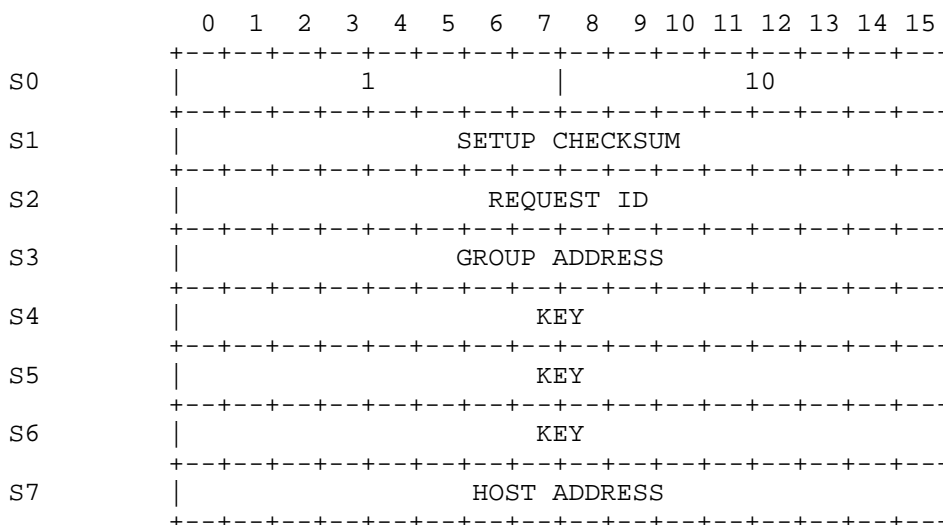 0 1 2 3 4 5 6 7 8 9 10 11 12 13 14 15
+--+--+--+--+--+--+--+--+--+--+--+--+--+--+--+--
S0 | 1 | 10
+--+--+--+--+--+--+--+--+--+--+--+--+--+--+--+--
S1 | SETUP CHECKSUM
+--+--+--+--+--+--+--+--+--+--+--+--+--+--+--+--
S2 | REQUEST ID
+--+--+--+--+--+--+--+--+--+--+--+--+--+--+--+--
S3 | GROUP ADDRESS
+--+--+--+--+--+--+--+--+--+--+--+--+--+--+--+--
S4 | KEY
+--+--+--+--+--+--+--+--+--+--+--+--+--+--+--+--
S5 | KEY
+--+--+--+--+--+--+--+--+--+--+--+--+--+--+--+--
S6 | KEY
+--+--+--+--+--+--+--+--+--+--+--+--+--+--+--+--
S7 | HOST ADDRESS
+--+--+--+--+--+--+--+--+--+--+--+--+--+--+--+--